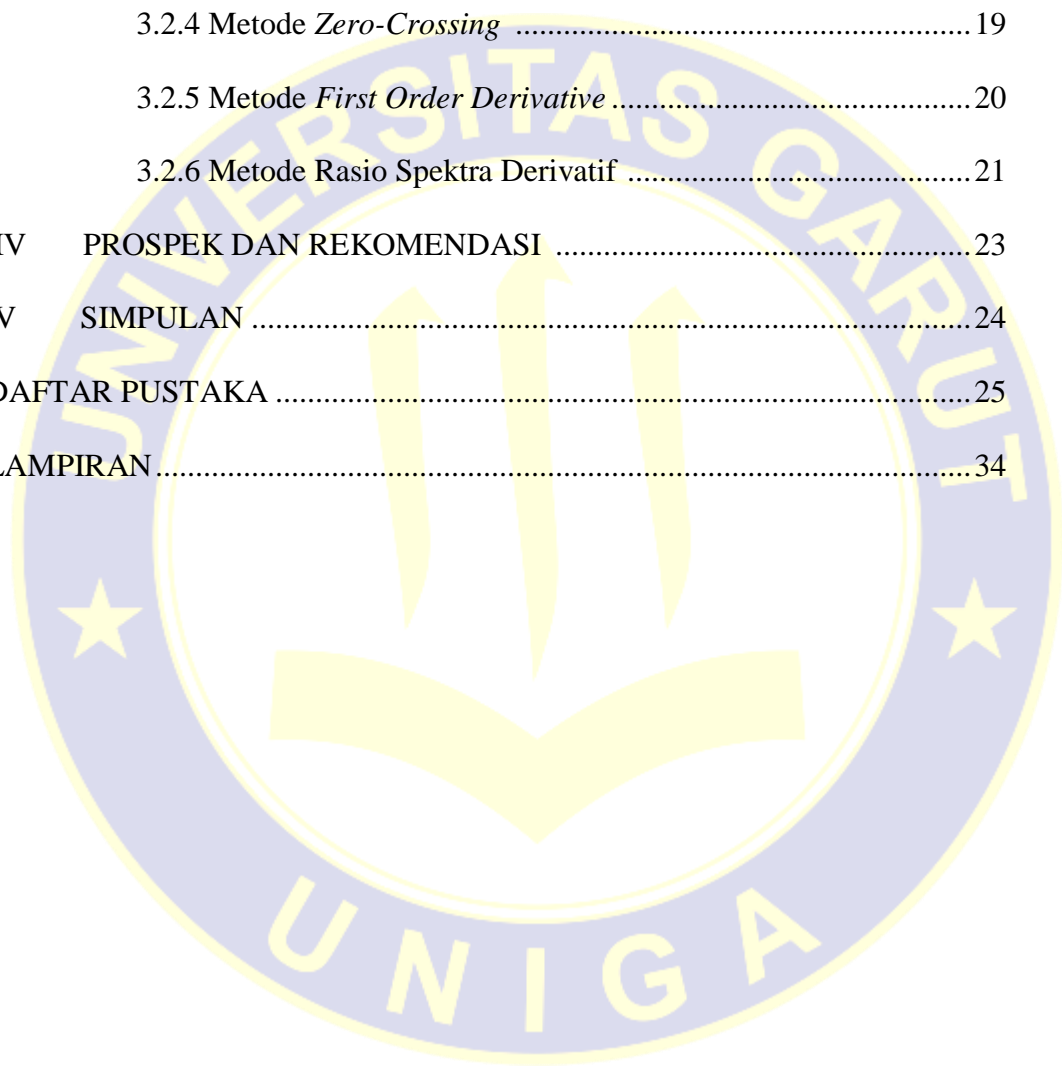 3.2.4 Metode Zero-Crossing ................................................................................ 19
3.2.5 Metode First Order Derivative ............................................................... 20
3.2.6 Metode Rasio Spektra Derivatif ............................................................ 21
IV PROSPEK DAN REKOMENDASI ......................................................................... 23
V SIMPULAN .............................................................................................................................. 24
DAFTAR PUSTAKA .......................................................................................................................... 25
LAMPIRAN ................................................................................................................................................ 34
UNIVERSITAS GARUT
UNIGA